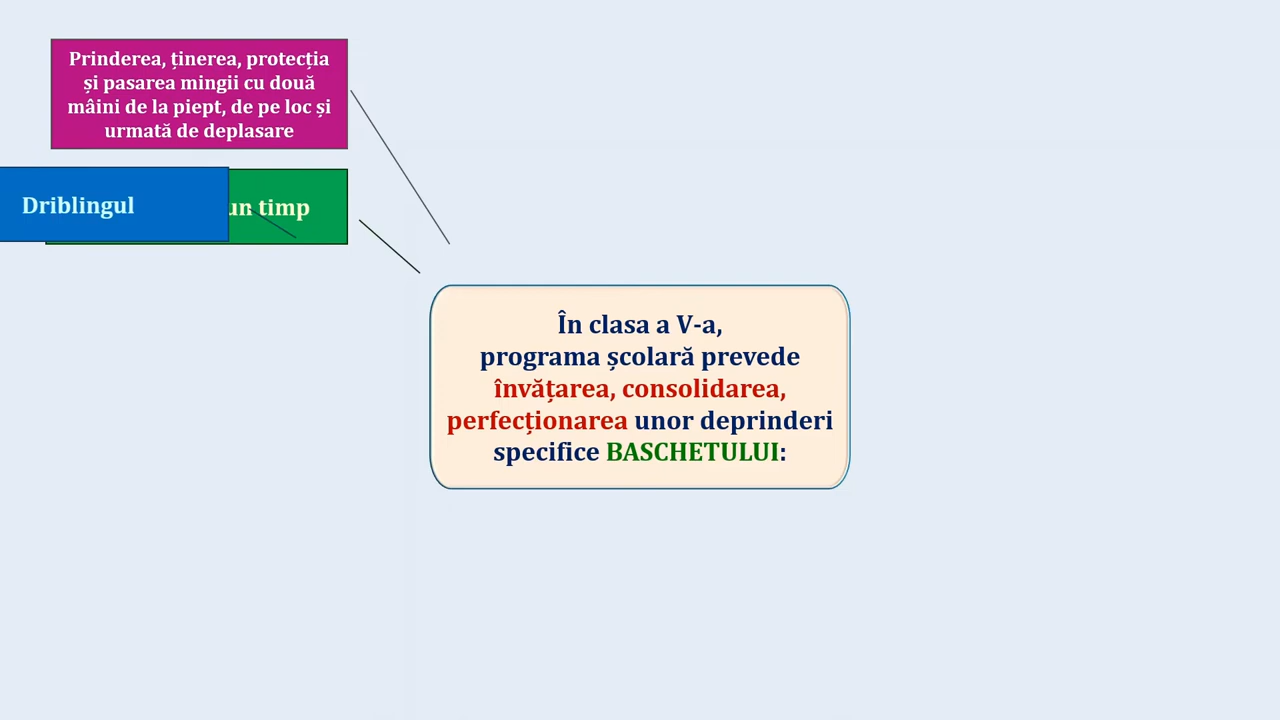 Prinderea, ținerea, protecția
și pasarea mingii cu două
mâini de la piept, de pe loc și
urmată de deplasare
Driblingul
un timp
În clasa a V-a,
programa școlară prevede
învățarea, consolidarea,
perfecționarea unor deprinderi
specifice BASCHETULUI: